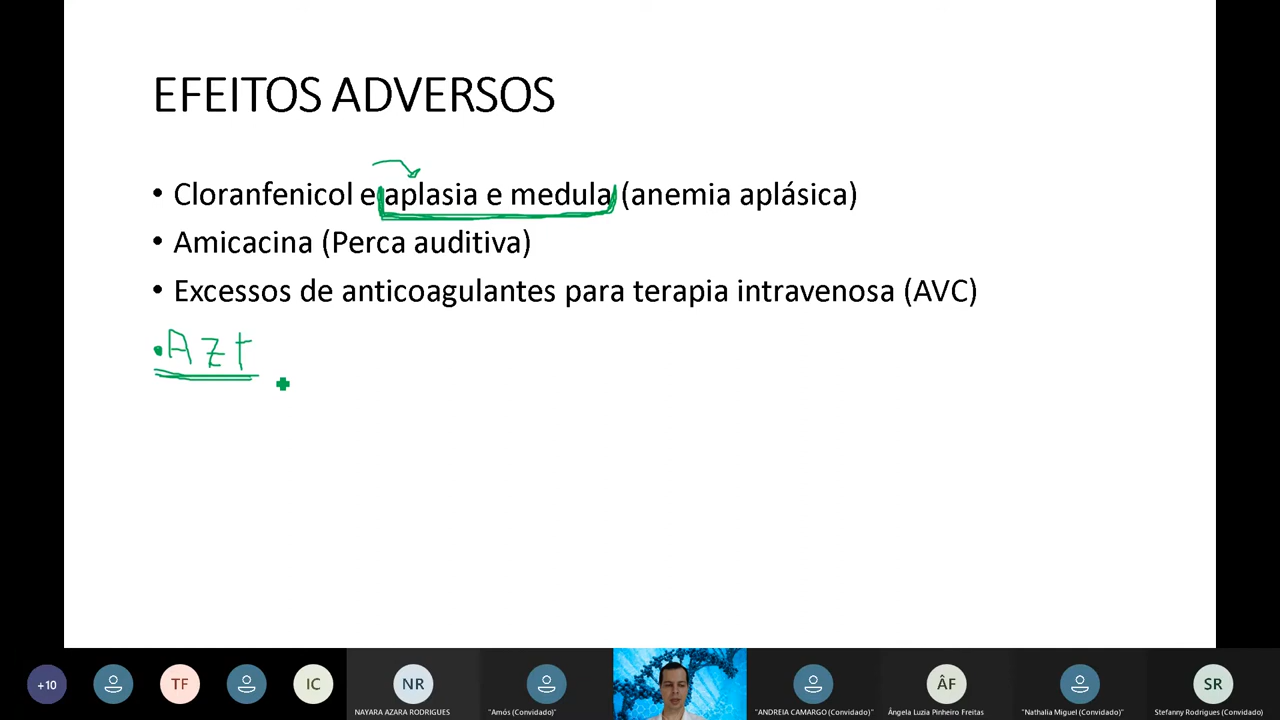 EFEITOS ADVERSOS
• Cloranfenicol e aplasia e medula (anemia aplásica)
• Amicacina (Perca auditiva)
• Excessos de anticoagulantes para terapia intravenosa (AVC)
• Azt
+10
TF
IC
NR
NAYARA AZARA RODRIGUES
"Amós (Convidado)"
"ANDREIA CAMARGO (Convidado)"
ÂF
Ângela Luzia Pinheiro Freitas
"Nathalia Miguel (Convidado)"
SR
Stefanny Rodrigues (Convidado)